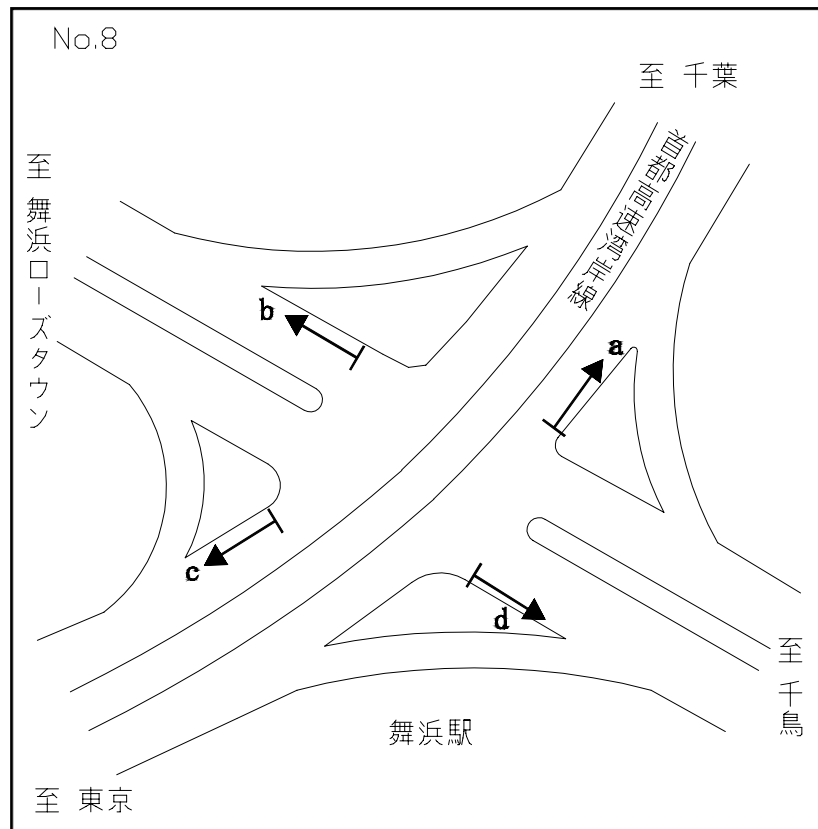 No.8
至 千葉
首都高速湾岸線
至 舞浜ローズタウン
b
a
c
d
至 千鳥
舞浜駅
至 東京